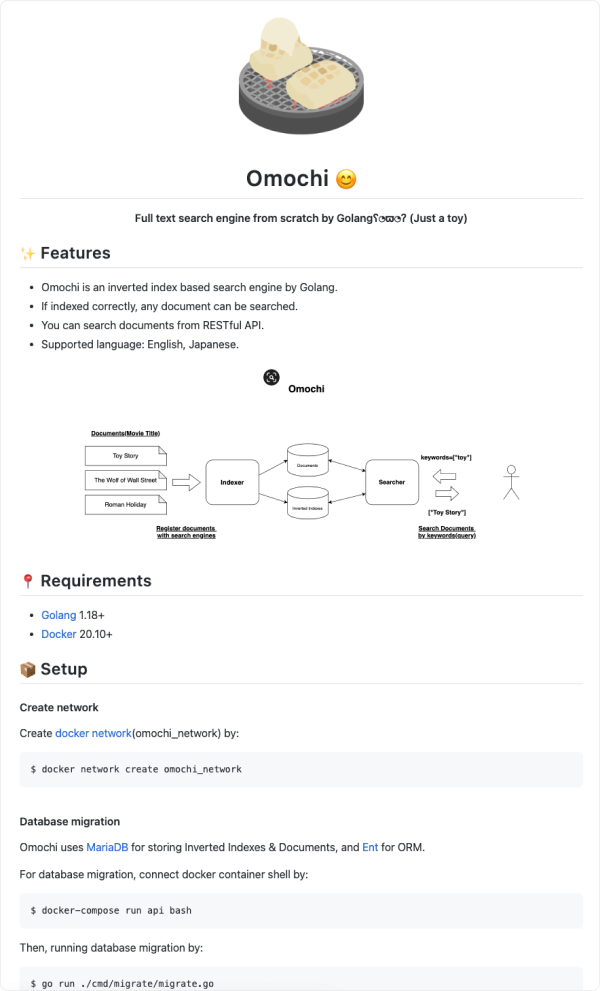 Omochi 😊
Full text search engine from scratch by Golangʕ◔ϖ◔ʔ (Just a toy)
✨ Features
• Omochi is an inverted index based search engine by Golang.
• If indexed correctly, any document can be searched.
• You can search documents from RESTful API.
• Supported language: English, Japanese.
Omochi
Documents(Movie Title)
Toy Story
The Wolf of Wall Street
Roman Holiday
Register documents
with search engines
Indexer
Documents
Inverted Indexes
Searcher
keywords=["toy"]
["Toy Story"]
Search Documents
by keywords(query)
📍 Requirements
• Golang 1.18+
• Docker 20.10+
📦 Setup
Create network
Create docker network(omochi_network) by:
$ docker network create omochi_network
Database migration
Omochi uses MariaDB for storing Inverted Indexes & Documents, and Ent for ORM.
For database migration, connect docker container shell by:
$ docker-compose run api bash
Then, running database migration by:
$ go run ./cmd/migrate/migrate.go